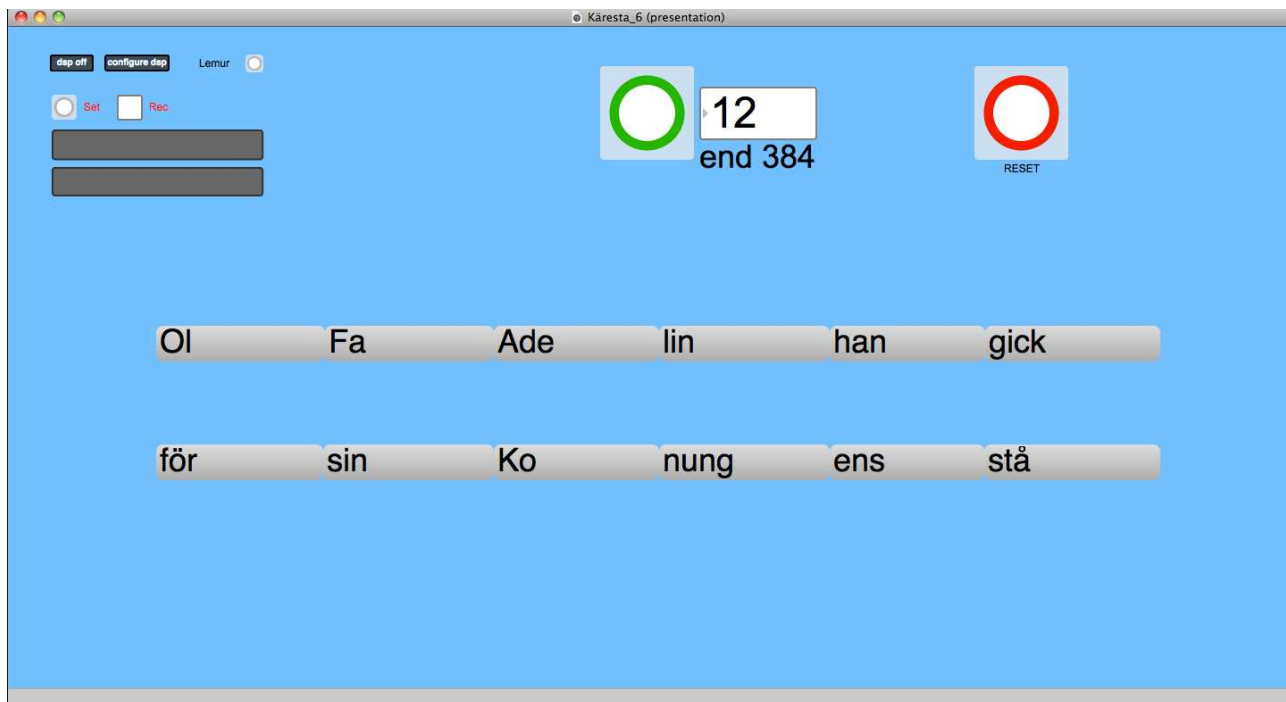 Käresta_6 (presentation)
dsp off configure dsp Lemur
Set Rec
12
end 384
RESET
Ol Fa Ade lin han gick
för sin Ko nung ens stå